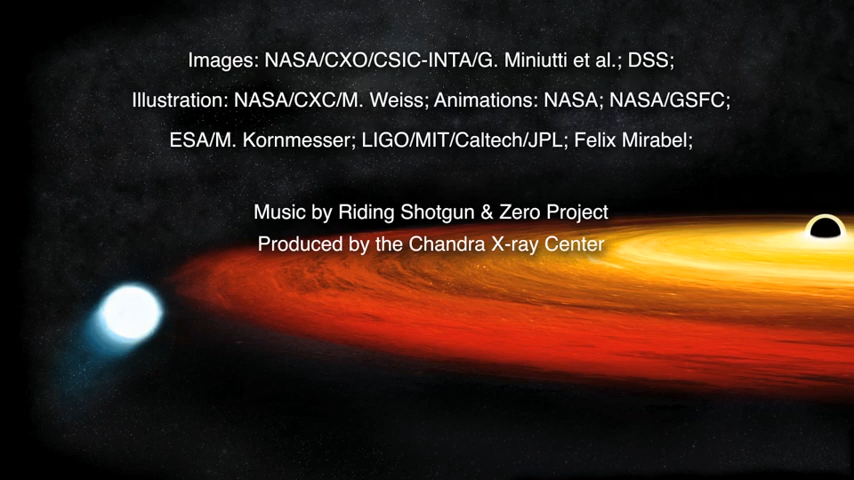 Images: NASA/CXO/CSIC-INTA/G. Miniutti et al.; DSS;
Illustration: NASA/CXC/M. Weiss; Animations: NASA; NASA/GSFC;
ESA/M. Kornmesser; LIGO/MIT/Caltech/JPL; Felix Mirabel;
Music by Riding Shotgun & Zero Project
Produced by the Chandra X-ray Center